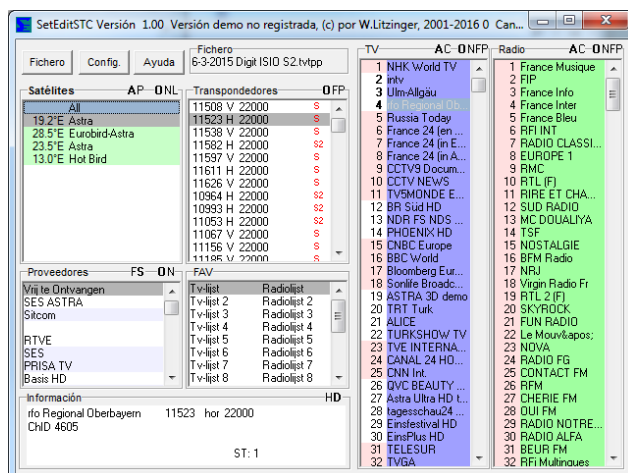 SetEditSTC Versión 1.00 Versión demo no registrada, (c) por W.Litzinger, 2001-2016 0 Can...
Fichero
Config.
Ayuda
Fichero
6-3-2015 Digit ISIO S2.tvtpp
Satélites AP ONL
All
19.2°E Astra
28.5°E Eurobird-Astra
23.5°E Astra
13.0°E Hot Bird
Transpondedores OFP
11508 V 22000 S
11523 H 22000 S
11538 V 22000 S
11582 H 22000 S2
11597 V 22000 S
11611 H 22000 S
11626 V 22000 S
10964 H 22000 S2
10993 H 22000 S2
11053 H 22000 S2
11067 V 22000 S
11156 V 22000 S
11185 V 22000 S
Proveedores FS ON
Vrij te Ontvangen
SES ASTRA
Sitcom
RTVE
SES
PRISA TV
Basis HD
FAV
Tv-lijst Radiolijst
Tv-lijst 2 Radiolijst 2
Tv-lijst 3 Radiolijst 3
Tv-lijst 4 Radiolijst 4
Tv-lijst 5 Radiolijst 5
Tv-lijst 6 Radiolijst 6
Tv-lijst 7 Radiolijst 7
Tv-lijst 8 Radiolijst 8
Información HD
rfo Regional Oberbayern 11523 hor 22000
ChID 4605
ST: 1
TV AC ONFP
1 NHK World TV
2 intv
3 Ulm-Allgäu
4 rfo Regional Ob...
5 Russia Today
6 France 24 (en ...
7 France 24 (in E...
8 France 24 (in A...
9 CCTV9 Docum...
10 CCTV NEWS
11 TV5MONDE E...
12 BR Süd HD
13 NDR FS NDS ...
14 PHOENIX HD
15 CNBC Europe
16 BBC World
17 Bloomberg Eur...
18 Sonlife Broadc...
19 ASTRA 3D demo
20 TRT Turk
21 ALICE
22 TURKSHOW TV
23 TVE INTERNA...
24 CANAL 24 HO...
25 CNN Int.
26 QVC BEAUTY ...
27 Astra Ultra HD t...
28 tagesschau24 ...
29 Einsfestival HD
30 EinsPlus HD
31 TELESUR
32 TVGA
Radio AC ONFP
1 France Musique
2 FIP
3 France Info
4 France Inter
5 France Bleu
6 RFI INT
7 RADIO CLASSI...
8 EUROPE 1
9 RMC
10 RTL (F)
11 RIRE ET CHA...
12 SUD RADIO
13 MC DOUALIYA
14 TSF
15 NOSTALGIE
16 BFM Radio
17 NRJ
18 Virgin Radio Fr
19 RTL 2 (F)
20 SKYROCK
21 FUN RADIO
22 Le Mouv&apos;
23 NOVA
24 RADIO FG
25 CONTACT FM
26 RFM
27 CHERIE FM
28 OUI FM
29 RADIO NOTRE...
30 RADIO ALFA
31 BEUR FM
32 RFi Multingues